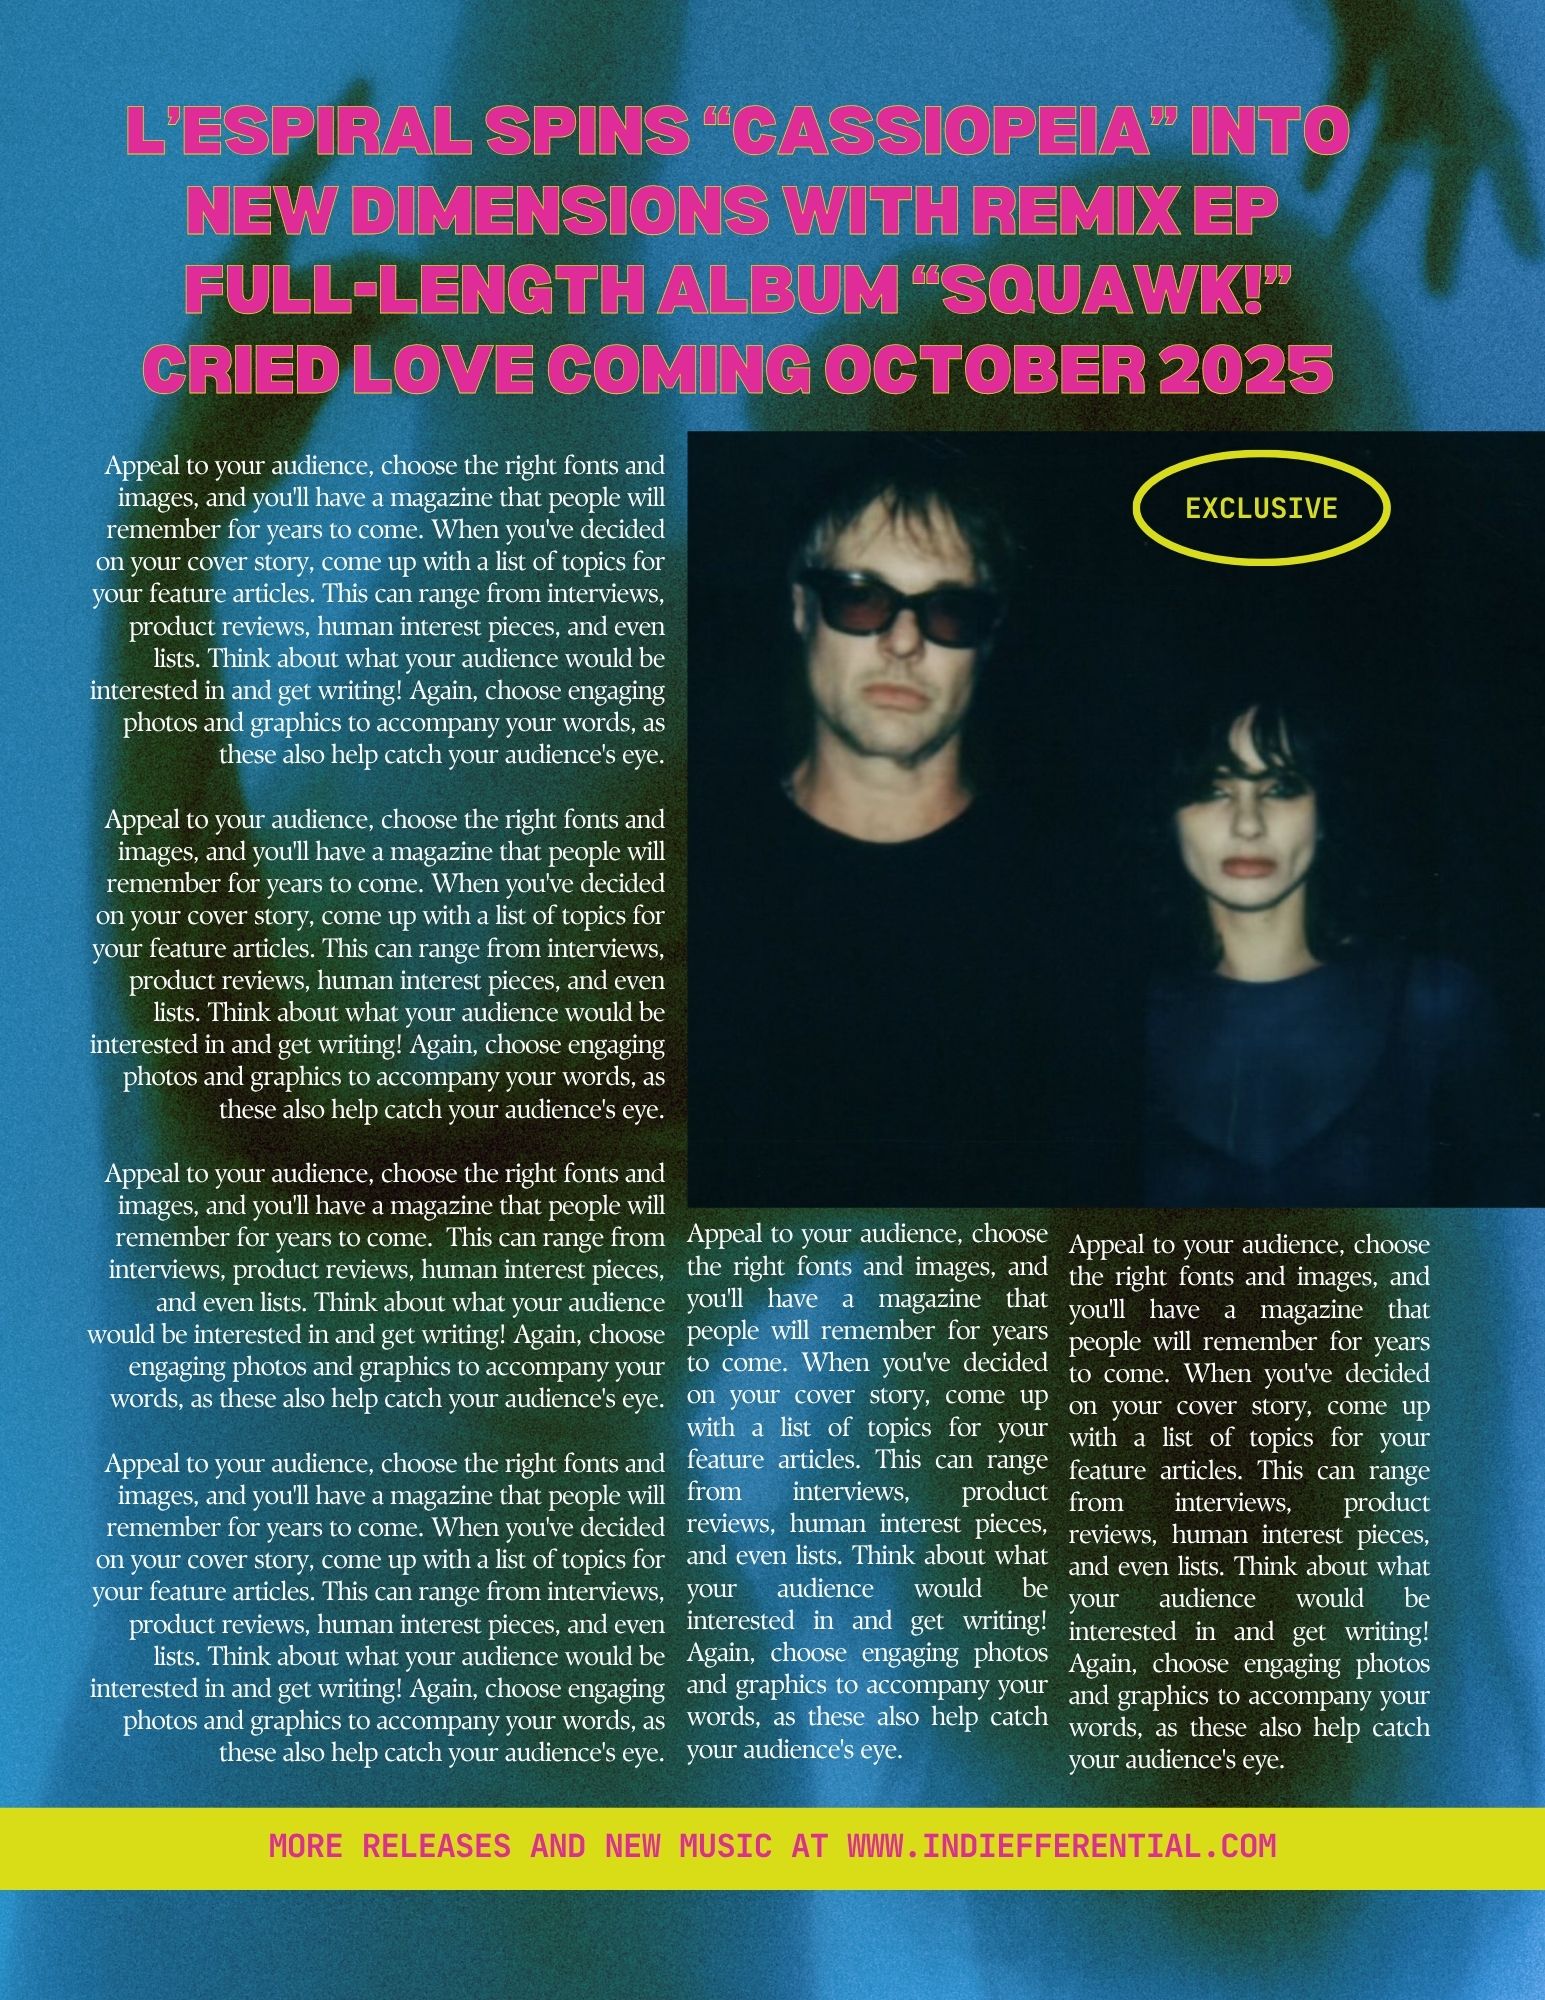 L'ESPIRAL SPINS “CASSIOPEIA” INTO
NEW DIMENSIONS WITH REMIX EP
FULL-LENGTH ALBUM “SQUAWK!”
CRIED LOVE COMING OCTOBER 2025
Appeal to your audience, choose the right fonts and
images, and you'll have a magazine that people will
remember for years to come. When you've decided
on your cover story, come up with a list of topics for
your feature articles. This can range from interviews,
product reviews, human interest pieces, and even
lists. Think about what your audience would be
interested in and get writing! Again, choose engaging
photos and graphics to accompany your words, as
these also help catch your audience's eye.
Appeal to your audience, choose the right fonts and
images, and you'll have a magazine that people will
remember for years to come. When you've decided
on your cover story, come up with a list of topics for
your feature articles. This can range from interviews,
product reviews, human interest pieces, and even
lists. Think about what your audience would be
interested in and get writing! Again, choose engaging
photos and graphics to accompany your words, as
these also help catch your audience's eye.
Appeal to your audience, choose the right fonts and
images, and you'll have a magazine that people will
remember for years to come.  This can range from
interviews, product reviews, human interest pieces,
and even lists. Think about what your audience
would be interested in and get writing! Again, choose
engaging photos and graphics to accompany your
words, as these also help catch your audience's eye.
Appeal to your audience, choose the right fonts and
images, and you'll have a magazine that people will
remember for years to come. When you've decided
on your cover story, come up with a list of topics for
your feature articles. This can range from interviews,
product reviews, human interest pieces, and even
lists. Think about what your audience would be
interested in and get writing! Again, choose engaging
photos and graphics to accompany your words, as
these also help catch your audience's eye.
EXCLUSIVE
Appeal to your audience, choose
the right fonts and images, and
you'll have a magazine that
people will remember for years
to come. When you've decided
on your cover story, come up
with a list of topics for your
feature articles. This can range
from interviews, product
reviews, human interest pieces,
and even lists. Think about what
your audience would be
interested in and get writing!
Again, choose engaging photos
and graphics to accompany your
words, as these also help catch
your audience's eye.
Appeal to your audience, choose
the right fonts and images, and
you'll have a magazine that
people will remember for years
to come. When you've decided
on your cover story, come up
with a list of topics for your
feature articles. This can range
from interviews, product
reviews, human interest pieces,
and even lists. Think about what
your audience would be
interested in and get writing!
Again, choose engaging photos
and graphics to accompany your
words, as these also help catch
your audience's eye.
MORE RELEASES AND NEW MUSIC AT WWW.INDIEFFERENTIAL.COM